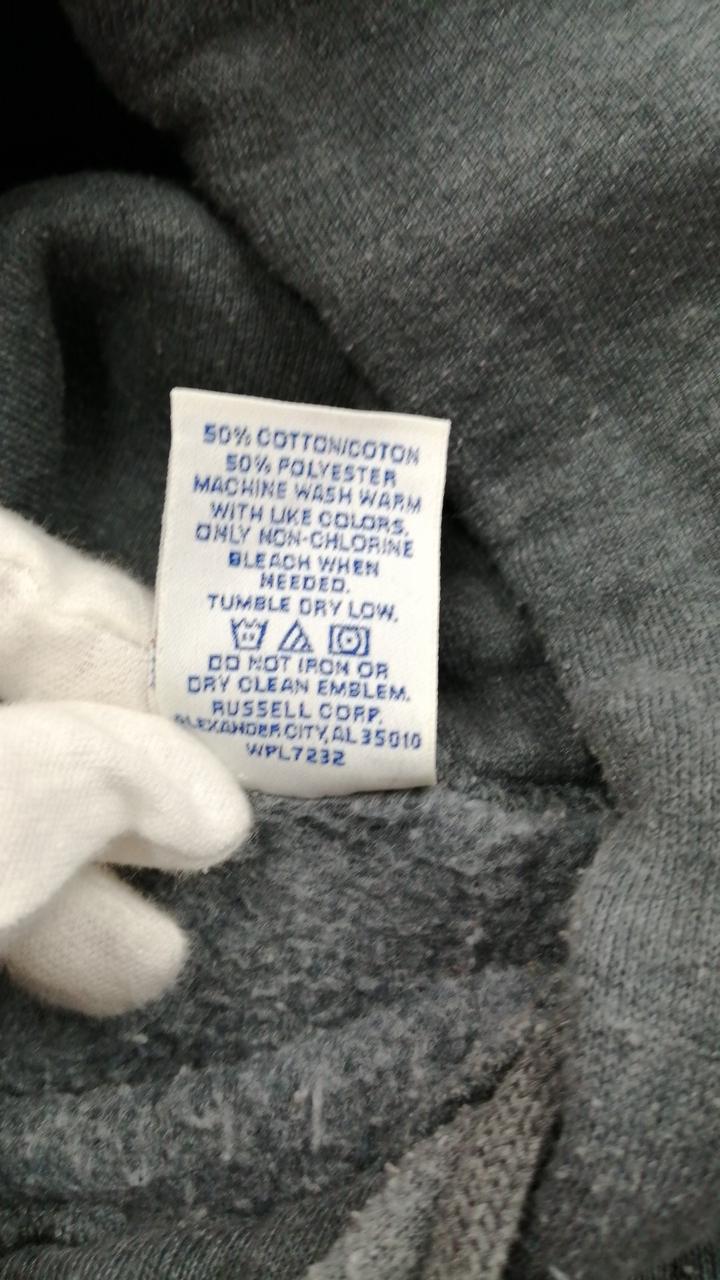 50% COTTON/COTON
50% POLYESTER
MACHINE WASH WARM
WITH LIKE COLORS.
ONLY NON-CHLORINE
BLEACH WHEN
NEEDED.
TUMBLE DRY LOW.
DO NOT IRON OR
DRY CLEAN EMBLEM.
RUSSELL CORP.
ALEXANDER CITY, AL 35010
WPL7232